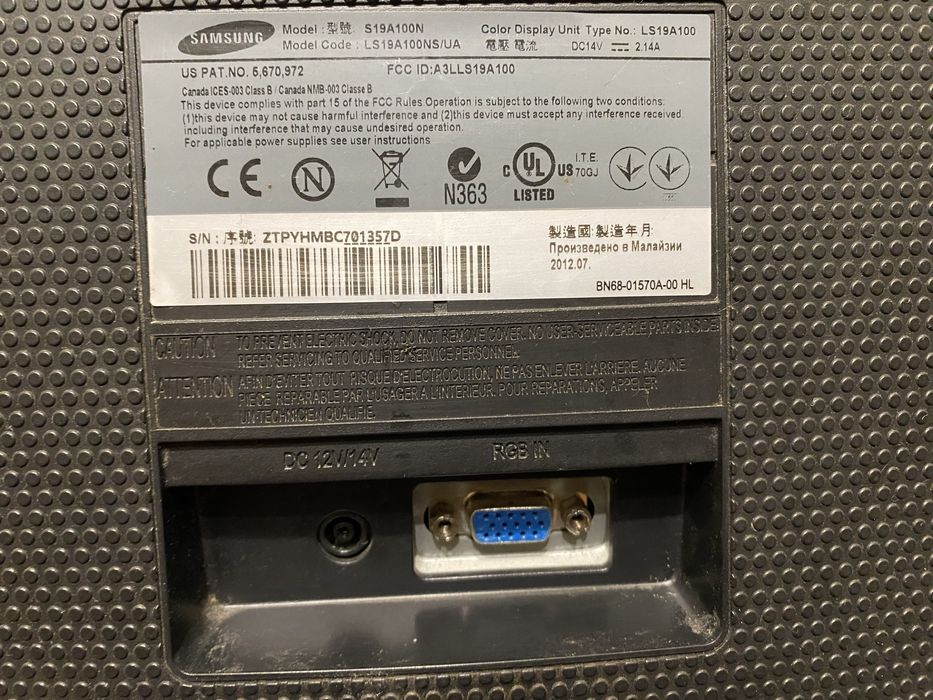 SAMSUNG
Model : 型號 S19A100N
Color Display Unit Type No.: LS19A100
Model Code : LS19A100NS/UA
電壓 電流 DC14V ⎓ 2.14A
US PAT.NO. 5,670,972 FCC ID:A3LLS19A100
Canada ICES-003 Class B / Canada NMB-003 Classe B
This device complies with part 15 of the FCC Rules.Operation is subject to the following two conditions:
(1)this device may not cause harmful interference and (2)this device must accept any interference received.
including interference that may cause undesired operation.
For applicable power supplies see user instructions
CE N N363 C UL US LISTED I.T.E. 70GJ
S/N : 序號: ZTPYHMBC701357D
製造國:製造年月:
Произведено в Малайзии
2012.07.
BN68-01570A-00 HL
CAUTION TO PREVENT ELECTRIC SHOCK, DO NOT REMOVE COVER. NO USER-SERVICEABLE PARTS INSIDE
REFER SERVICING TO QUALIFIED SERVICE PERSONNEL.
ATTENTION AFIN D'EVITER TOUT RISQUE D'ELECTROCUTION, NE PAS ENLEVER L'ARRIERE. AUCUNE
PIECE REPARABLE PAR L'USAGER A L'INTERIEUR. POUR REPARATIONS, APPELER
UN TECHNICIEN QUALIFIE.
DC 12V/14V RGB IN